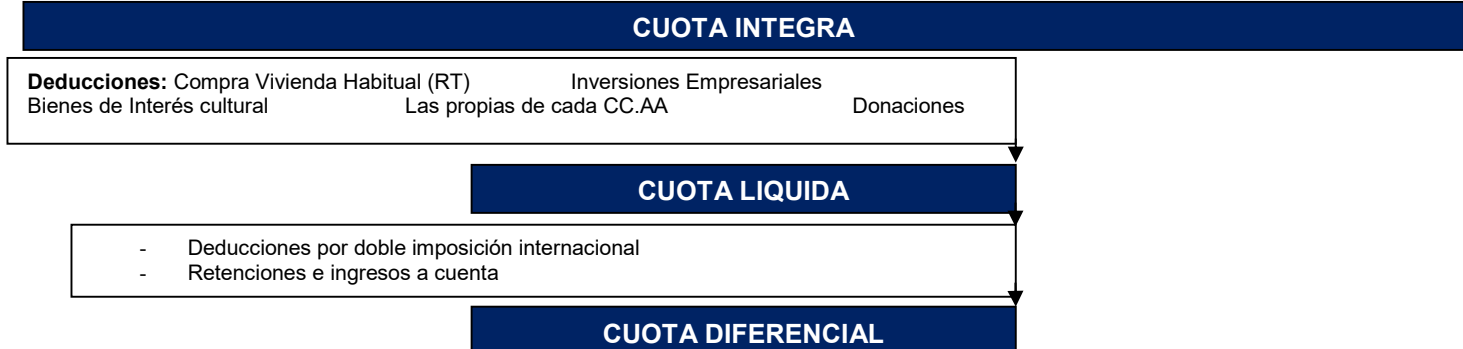 CUOTA INTEGRA
Deducciones: Compra Vivienda Habitual (RT) Inversiones Empresariales
Bienes de Interés cultural Las propias de cada CC.AA Donaciones
CUOTA LIQUIDA
- Deducciones por doble imposición internacional
- Retenciones e ingresos a cuenta
CUOTA DIFERENCIAL